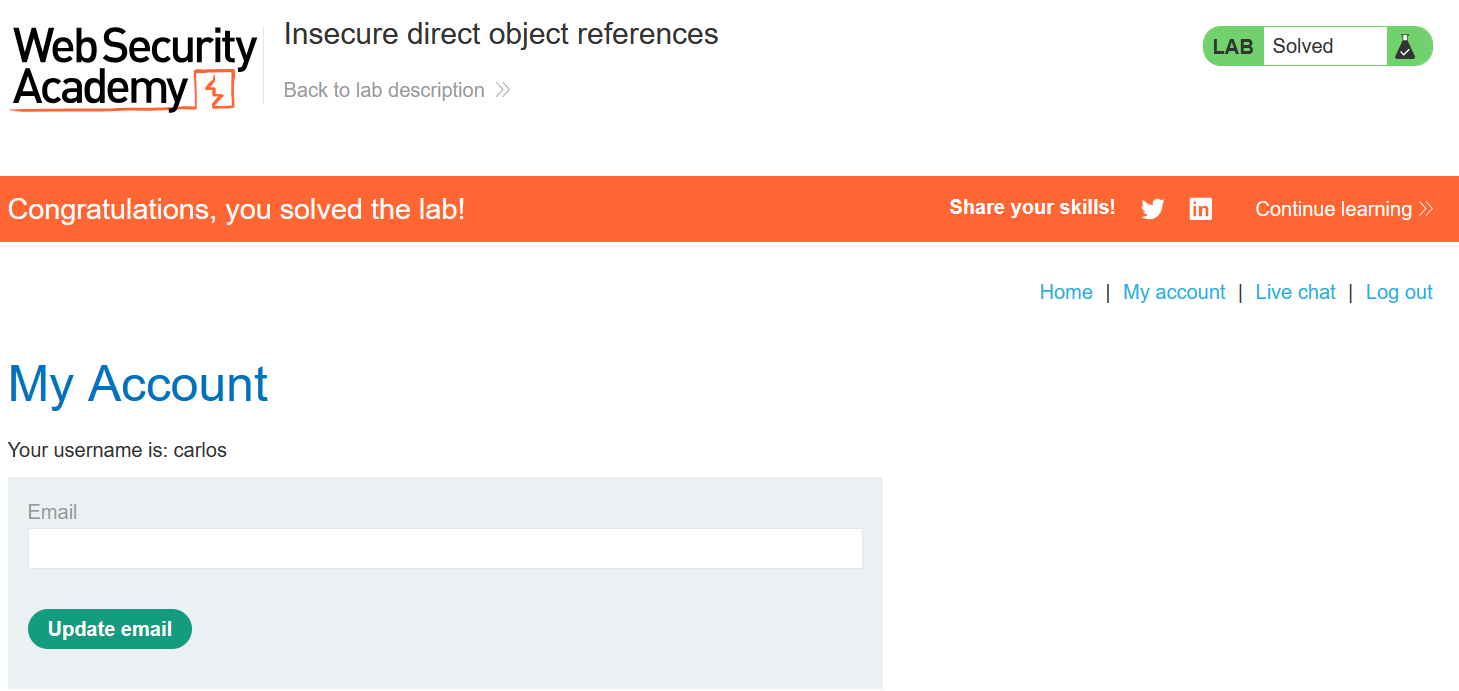 Web Security
Academy
Insecure direct object references
Back to lab description
LAB Solved
Congratulations, you solved the lab!
Share your skills!
in
Continue learning
Home | My account | Live chat | Log out
My Account
Your username is: carlos
Email
Update email